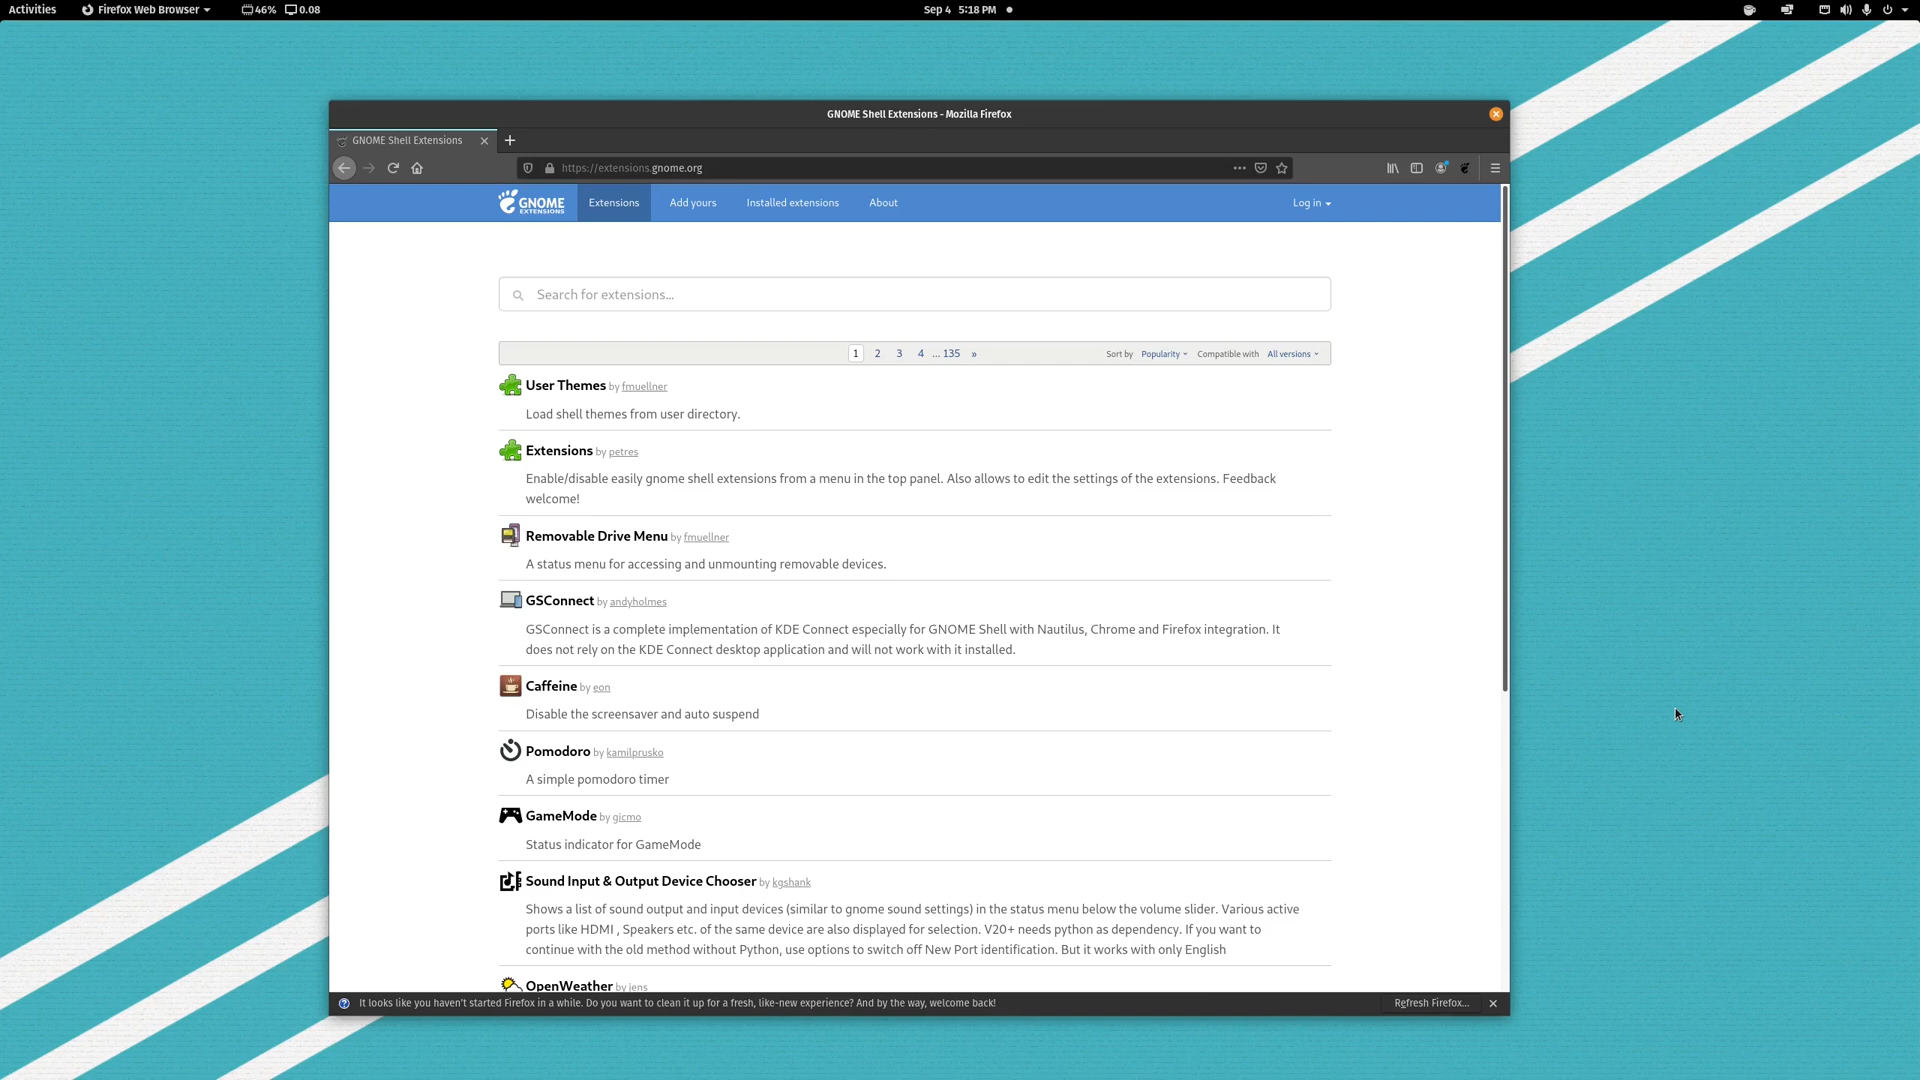 Activities
Firefox Web Browser
46%
0.08
Sep 4 5:18 PM
GNOME Shell Extensions - Mozilla Firefox
GNOME Shell Extensions
https://extensions.gnome.org
GNOME
EXTENSIONS
Extensions
Add yours
Installed extensions
About
Log in
Search for extensions...
1 2 3 4 ... 135 »
Sort by Popularity Compatible with All versions
User Themes by fmuellner
Load shell themes from user directory.
Extensions by petres
Enable/disable easily gnome shell extensions from a menu in the top panel. Also allows to edit the settings of the extensions. Feedback
welcome!
Removable Drive Menu by fmuellner
A status menu for accessing and unmounting removable devices.
GSConnect by andyholmes
GSConnect is a complete implementation of KDE Connect especially for GNOME Shell with Nautilus, Chrome and Firefox integration. It
does not rely on the KDE Connect desktop application and will not work with it installed.
Caffeine by eon
Disable the screensaver and auto suspend
Pomodoro by kamilprusko
A simple pomodoro timer
GameMode by gicmo
Status indicator for GameMode
Sound Input & Output Device Chooser by kgshank
Shows a list of sound output and input devices (similar to gnome sound settings) in the status menu below the volume slider. Various active
ports like HDMI , Speakers etc. of the same device are also displayed for selection. V20+ needs python as dependency. If you want to
continue with the old method without Python, use options to switch off New Port identification. But it works with only English
OpenWeather by jens
It looks like you haven't started Firefox in a while. Do you want to clean it up for a fresh, like-new experience? And by the way, welcome back!
Refresh Firefox...